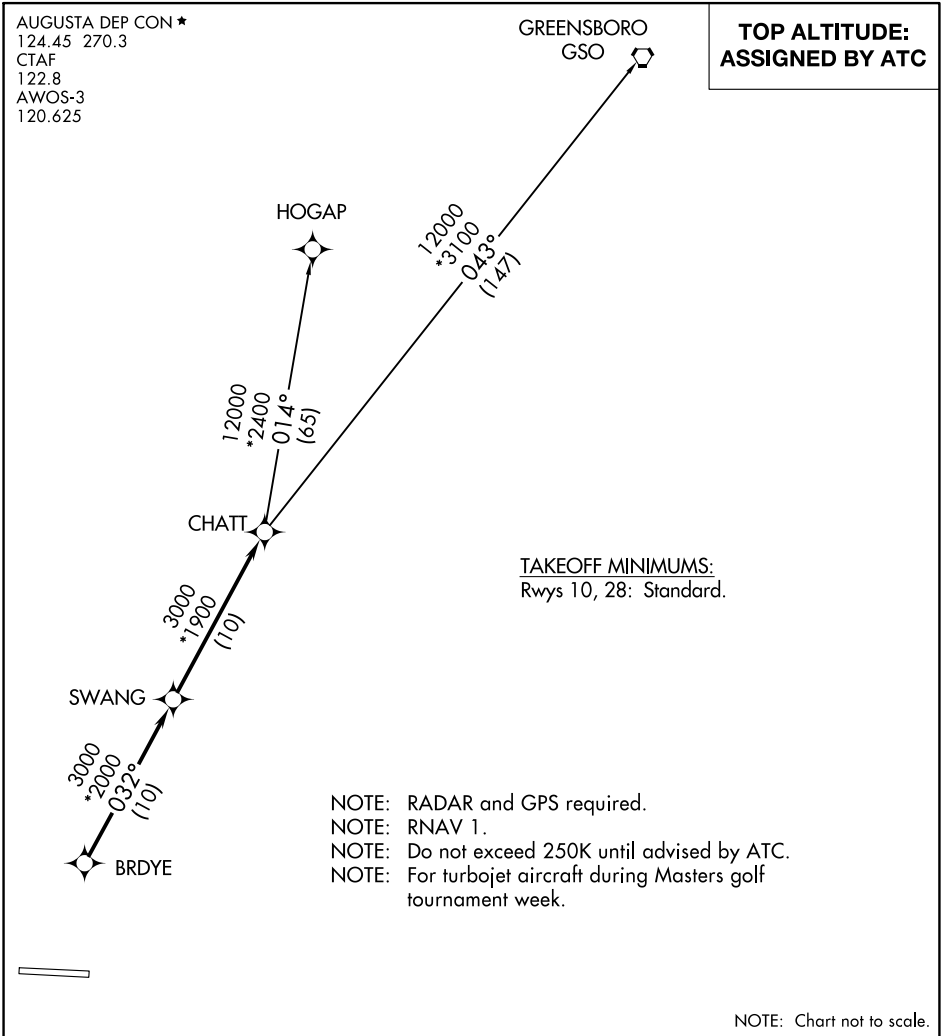 AUGUSTA DEP CON ★
124.45 270.3
CTAF
122.8
AWOS-3
120.625
GREENSBORO
GSO
TOP ALTITUDE:
ASSIGNED BY ATC
HOGAP
12000
*3100
043°
(147)
12000
*2400
014°
(65)
CHATT
TAKEOFF MINIMUMS:
Rwys 10, 28: Standard.
3000
*1900
(10)
SWANG
3000
*2000
032°
(10)
BRDYE
NOTE: RADAR and GPS required.
NOTE: RNAV 1.
NOTE: Do not exceed 250K until advised by ATC.
NOTE: For turbojet aircraft during Masters golf
tournament week.
NOTE: Chart not to scale.